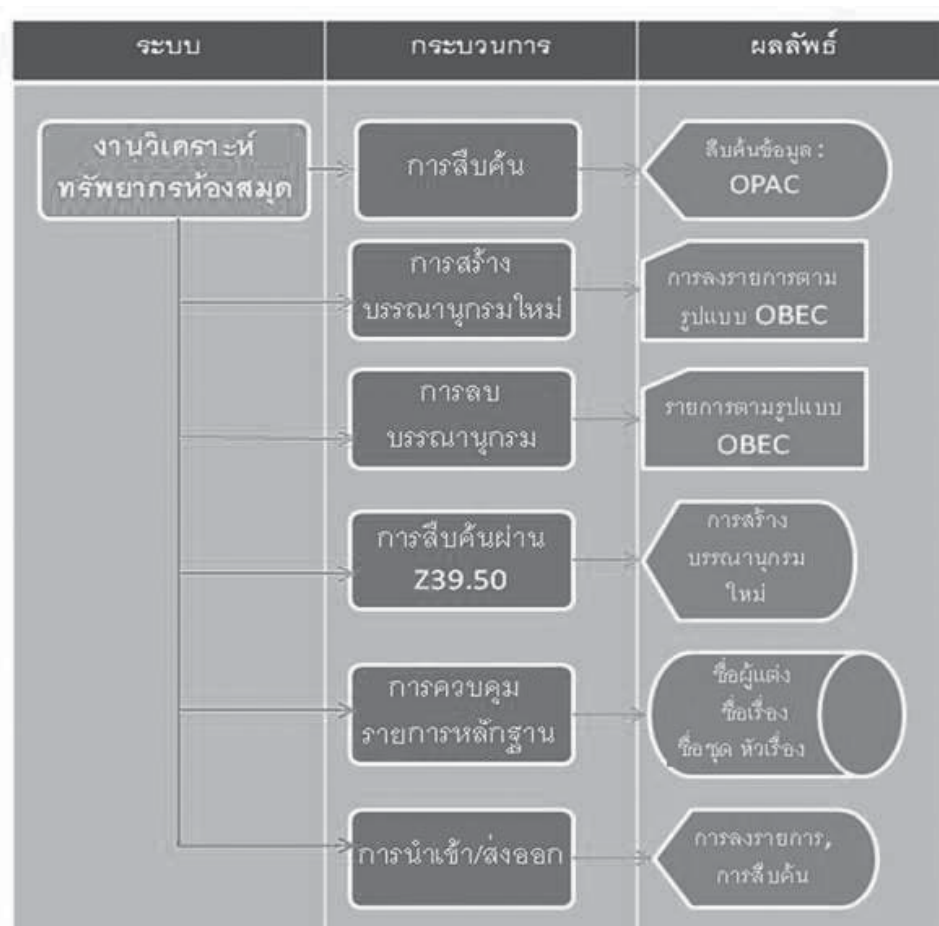 ระบบ
กระบวนการ
ผลลัพธ์
งานวิเคราะห์
ทรัพยากรห้องสมุด
การสืบค้น
สืบค้นข้อมูล :
OPAC
การสร้าง
บรรณานุกรมใหม่
การลงรายการตาม
รูปแบบ OBEC
การลบ
บรรณานุกรม
รายการตามรูปแบบ
OBEC
การสืบค้นผ่าน
Z39.50
การสร้าง
บรรณานุกรม
ใหม่
การควบคุม
รายการหลักฐาน
ชื่อผู้แต่ง
ชื่อเรื่อง
ชื่อชุด หัวเรื่อง
การนำเข้า/ส่งออก
การลงรายการ,
การสืบค้น